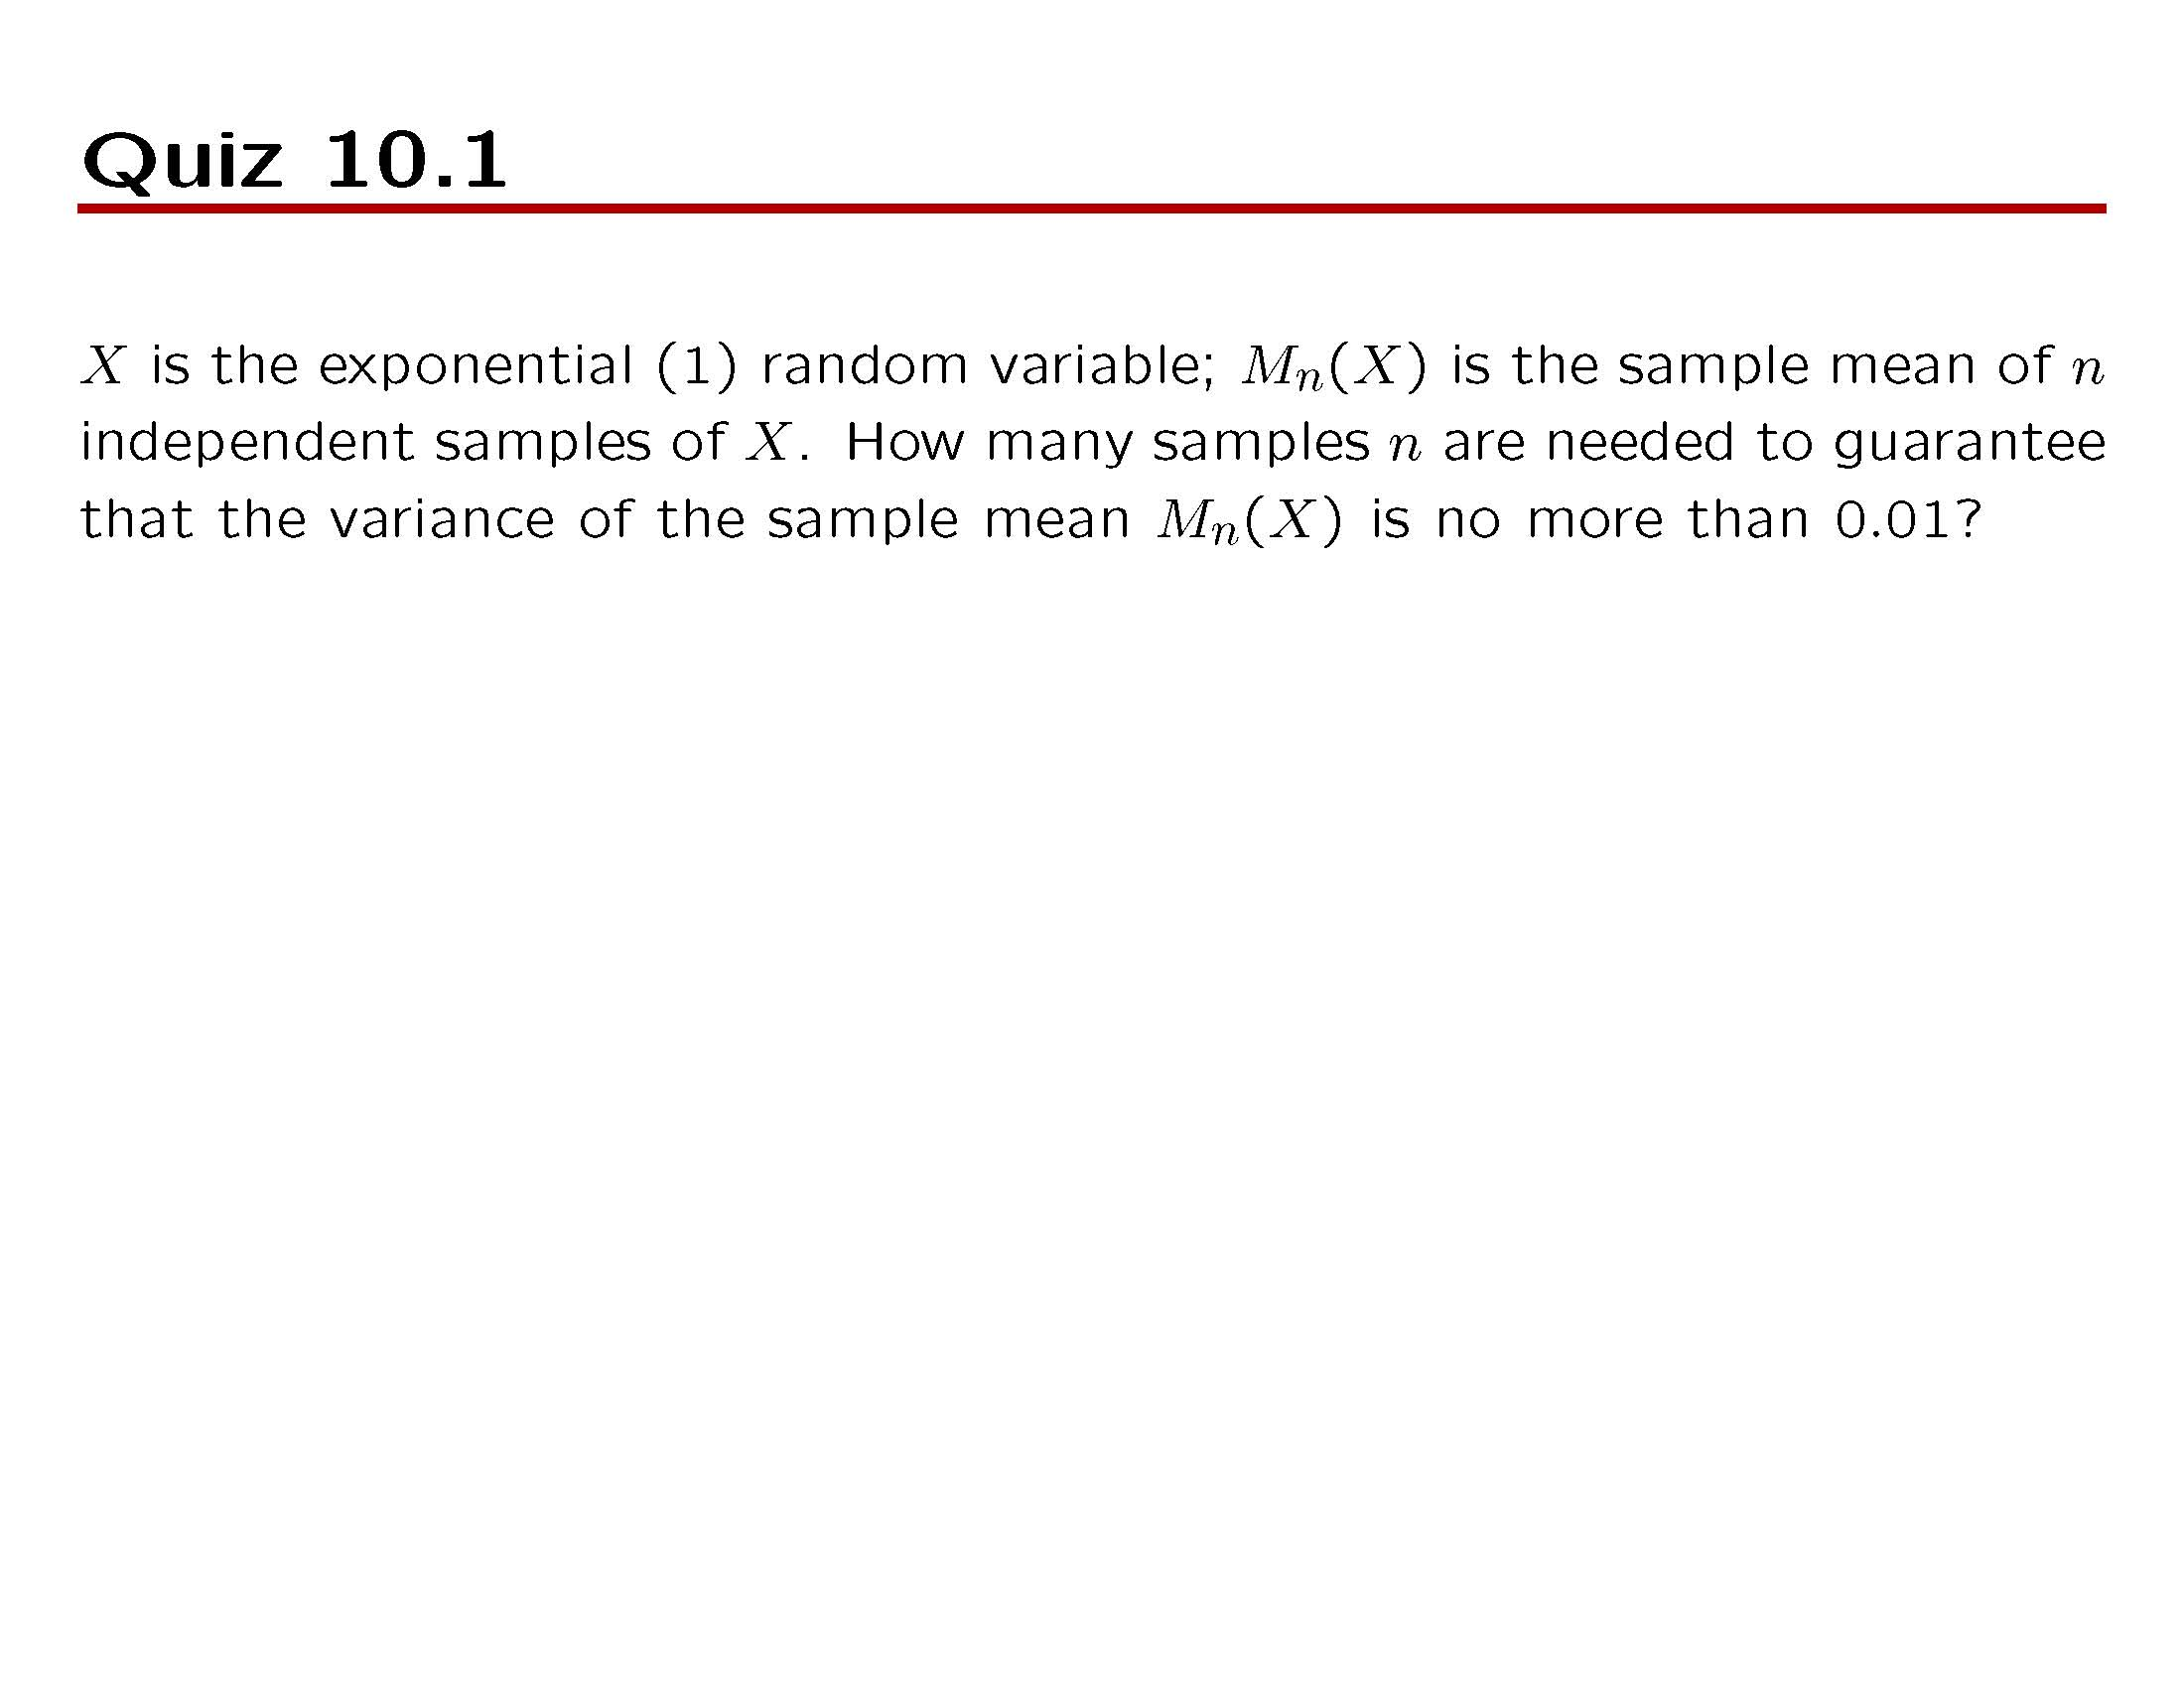 Quiz 10.1
X is the exponential (1) random variable; Mn(X) is the sample mean of n
independent samples of X. How many samples n are needed to guarantee
that the variance of the sample mean Mn(X) is no more than 0.01?